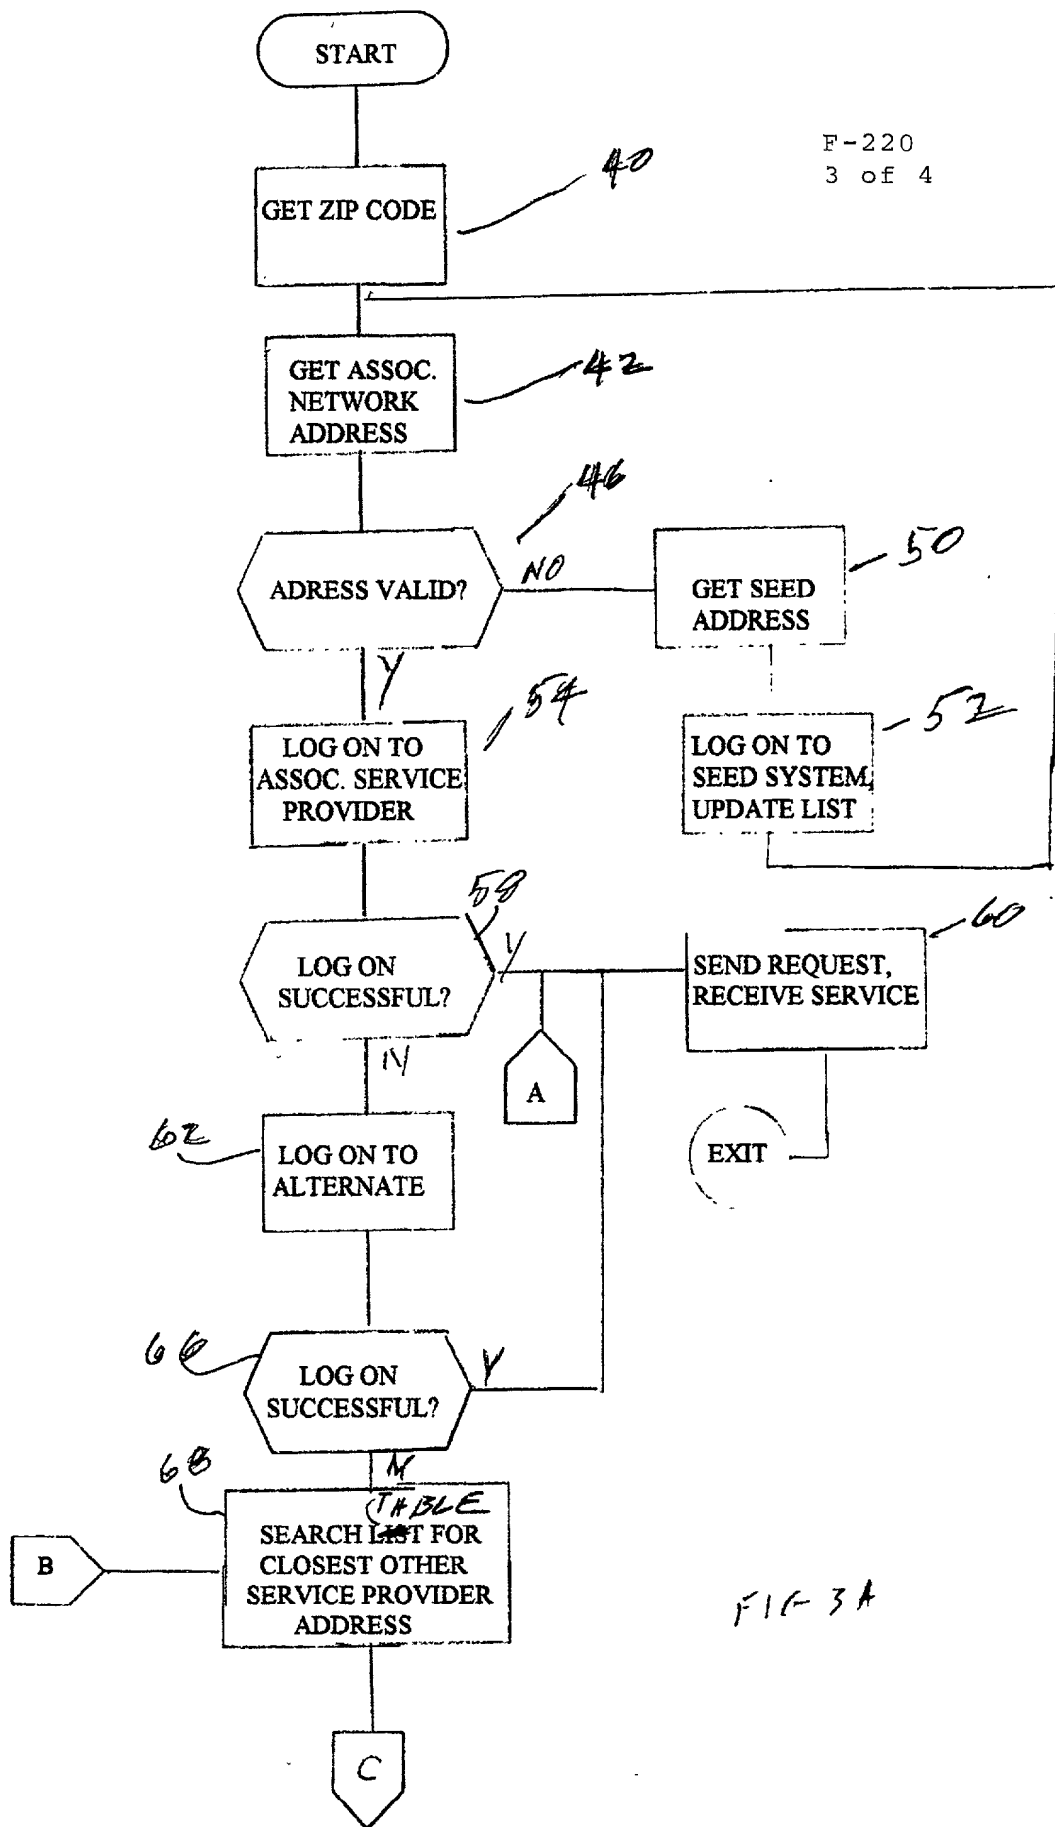 START
F-220
3 of 4
40
GET ZIP CODE
42
GET ASSOC.
NETWORK
ADDRESS
46
ADRESS VALID?
NO
50
GET SEED
ADDRESS
Y
54
LOG ON TO
ASSOC. SERVICE
PROVIDER
52
LOG ON TO
SEED SYSTEM,
UPDATE LIST
58
LOG ON
SUCCESSFUL?
Y
60
SEND REQUEST,
RECEIVE SERVICE
N
A
EXIT
62
LOG ON TO
ALTERNATE
66
LOG ON
SUCCESSFUL?
Y
N
68
TABLE
SEARCH LIST FOR
CLOSEST OTHER
SERVICE PROVIDER
ADDRESS
B
FIG 3A
C